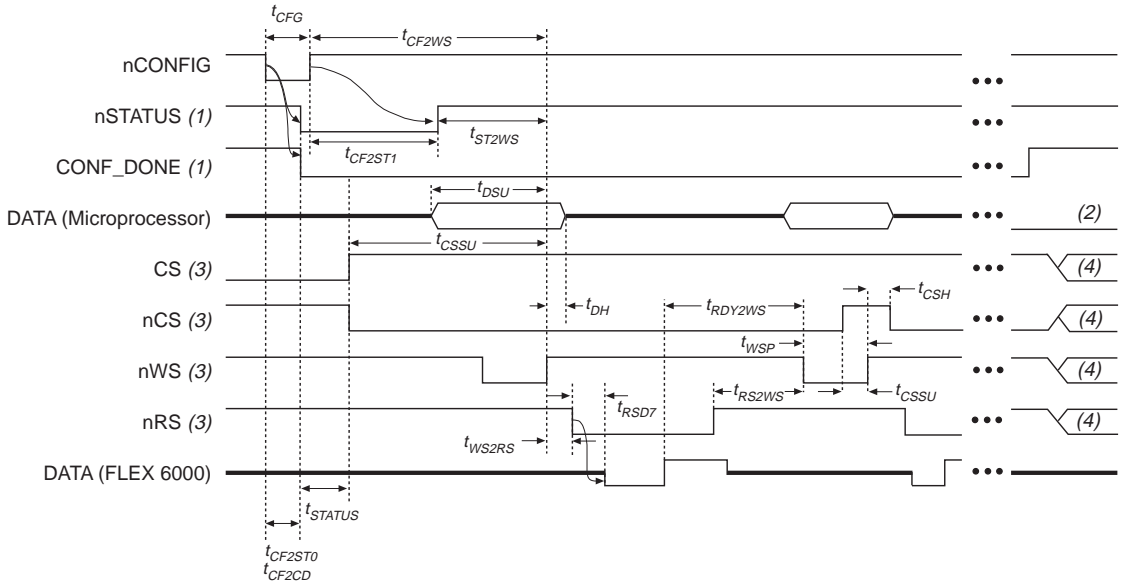 tCFG
tCF2WS
nCONFIG
nSTATUS (1)
tCF2ST1
tST2WS
CONF_DONE (1)
tDSU
DATA (Microprocessor)
(2)
tCSSU
CS (3)
(4)
tCSH
nCS (3)
tDH
tRDY2WS
(4)
tWSP
nWS (3)
(4)
tRS2WS
tCSSU
tRSD7
nRS (3)
(4)
tWS2RS
DATA (FLEX 6000)
tSTATUS
tCF2ST0
tCF2CD